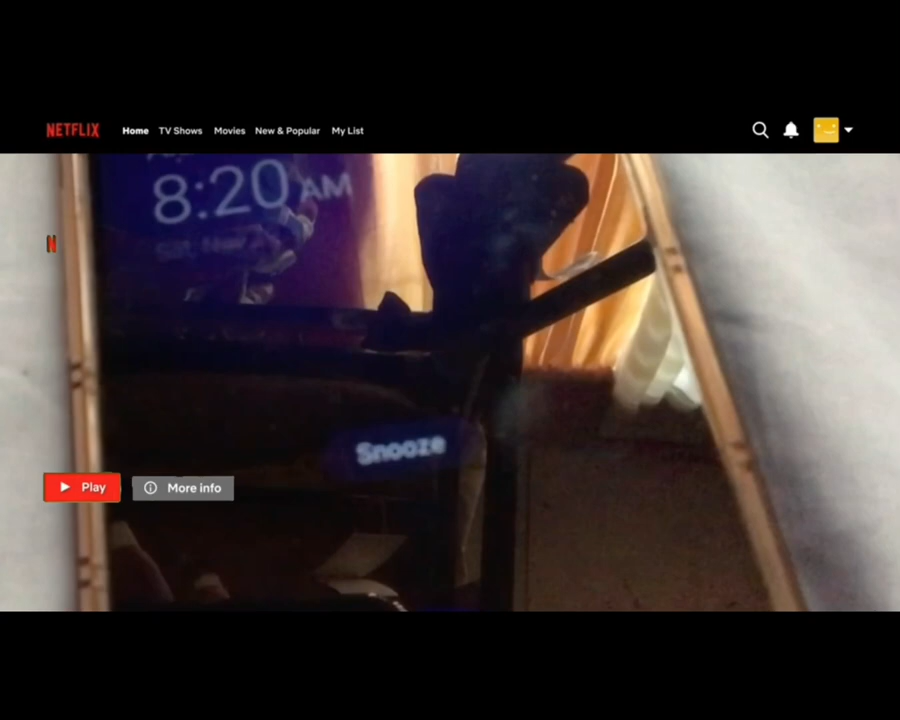 NETFLIX Home TV Shows Movies New & Popular My List
8:20 AM
N
Snooze
Play More info